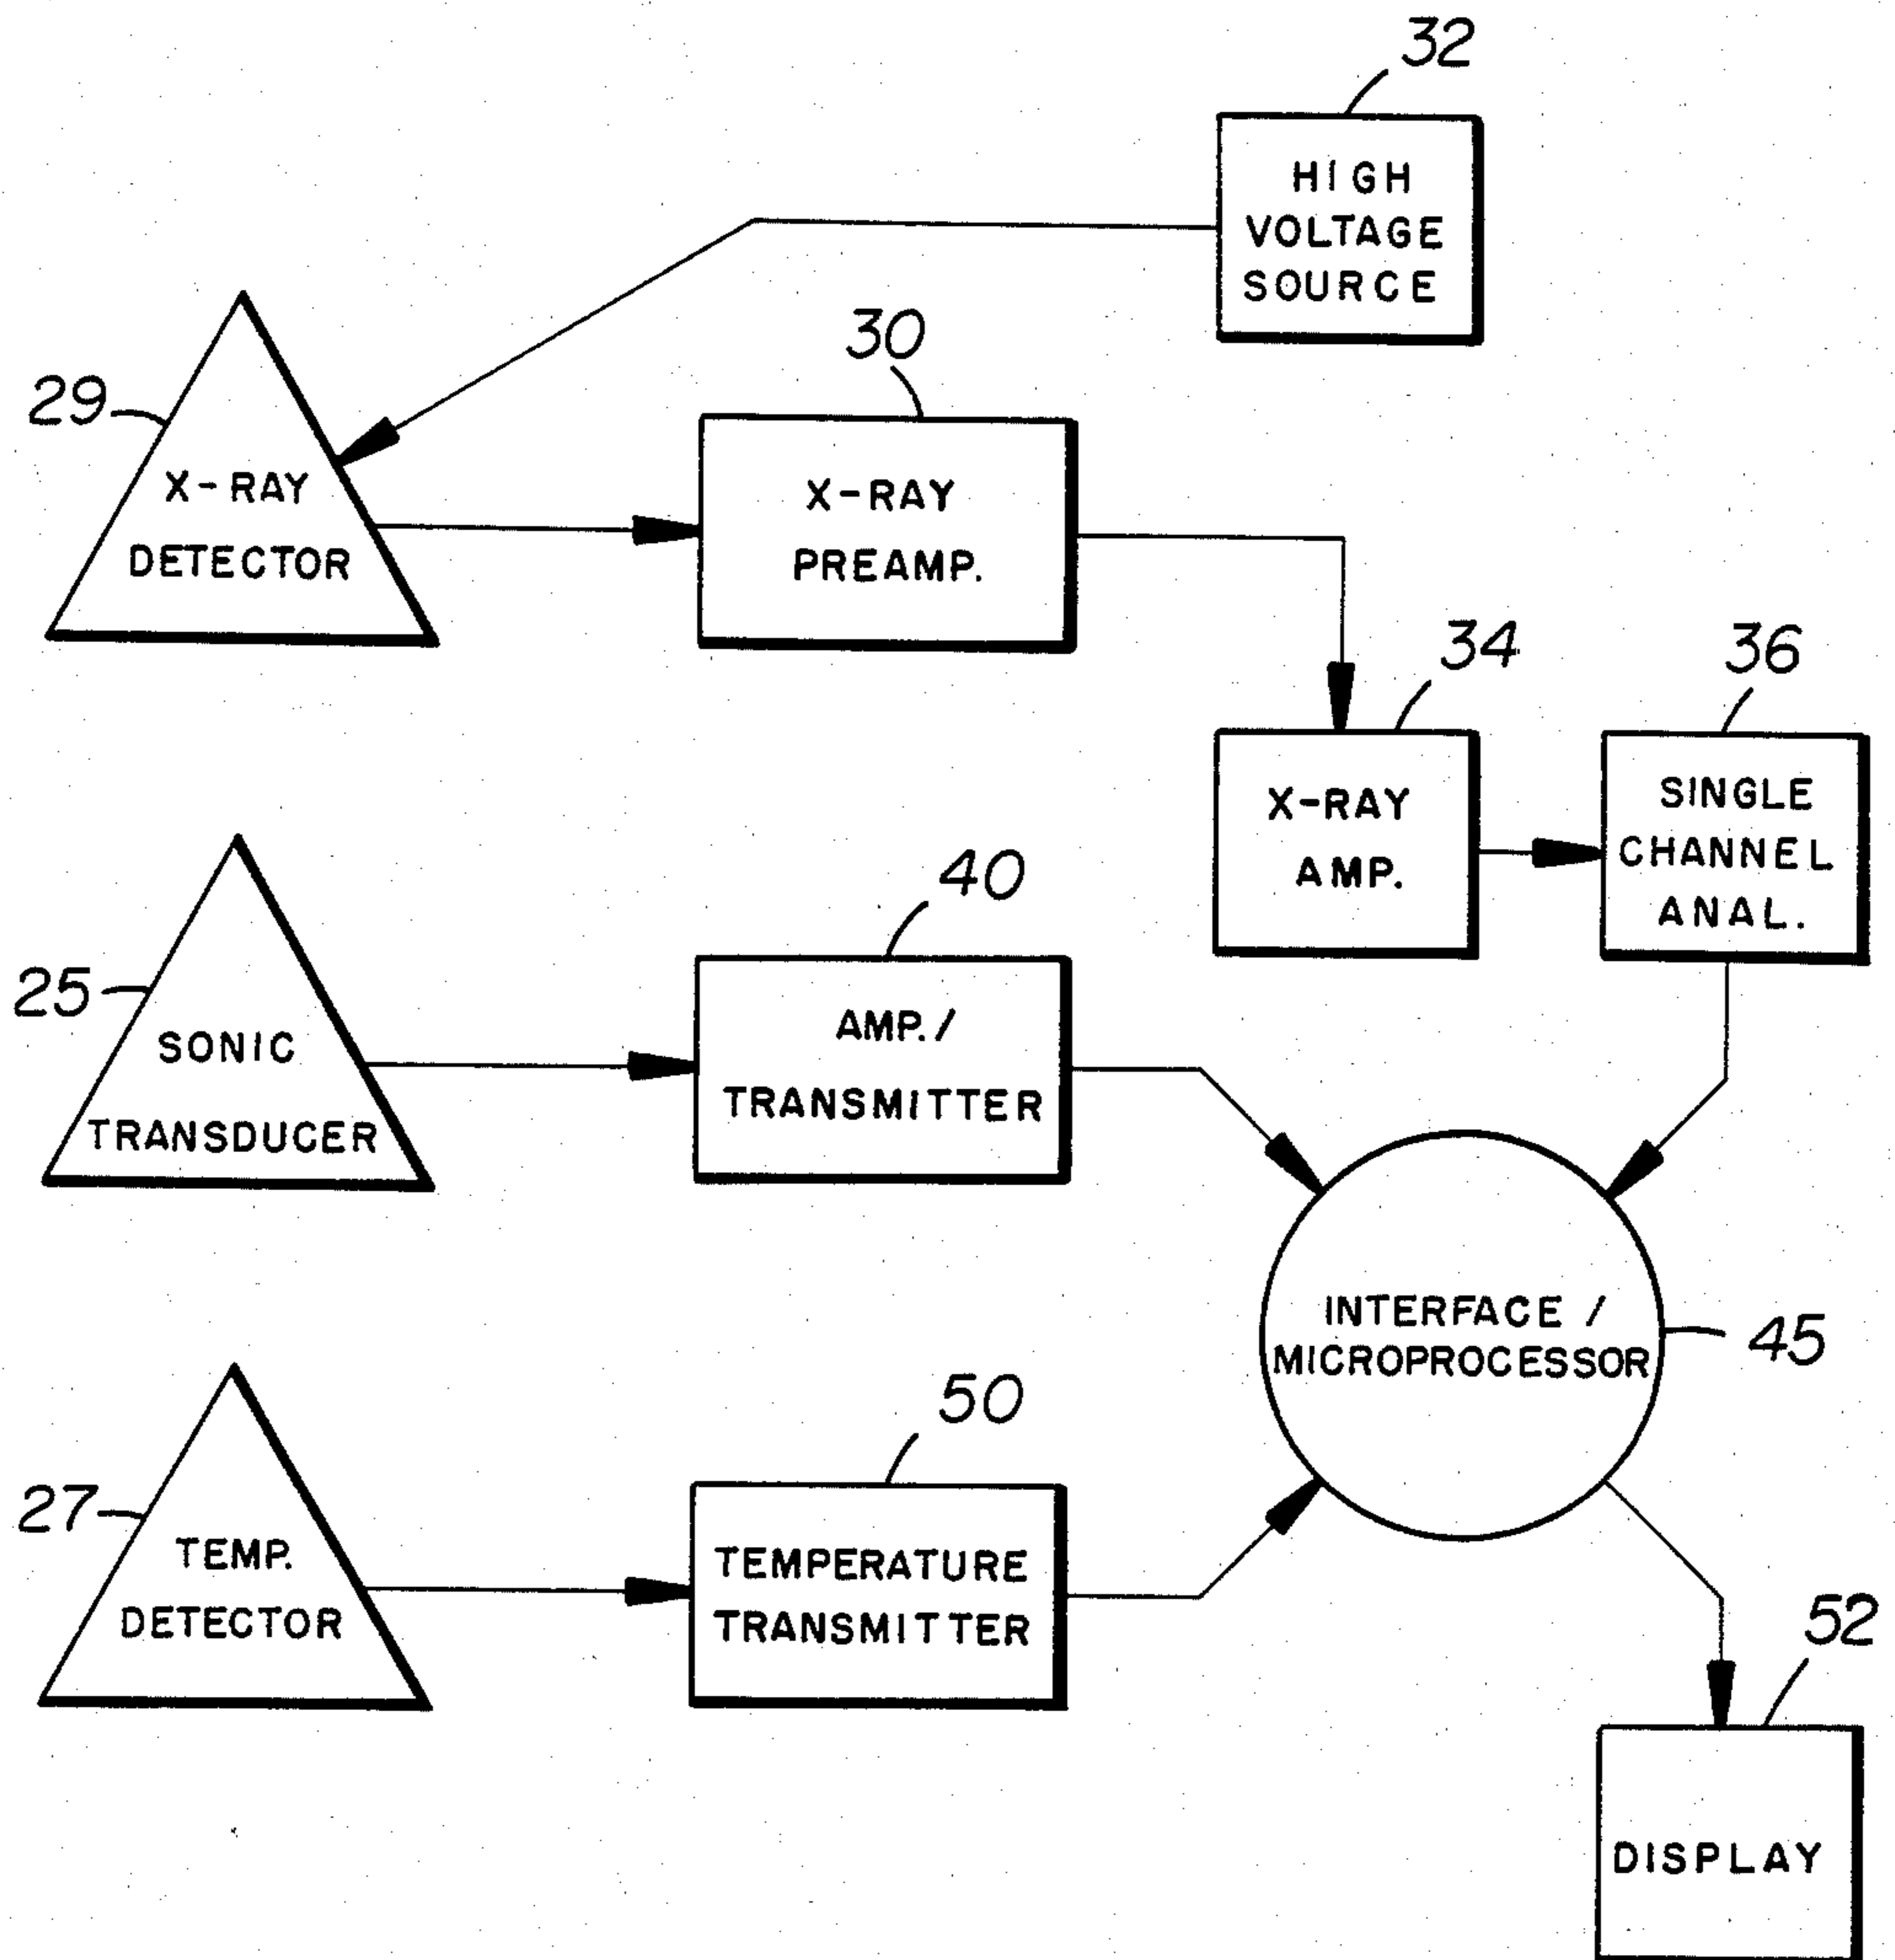 32
HIGH
VOLTAGE
SOURCE
30
29
X-RAY
DETECTOR
X-RAY
PREAMP.
34
36
X-RAY
AMP.
SINGLE
CHANNEL
ANAL.
40
25
SONIC
TRANSDUCER
AMP./
TRANSMITTER
INTERFACE /
MICROPROCESSOR
45
50
27
TEMP.
DETECTOR
TEMPERATURE
TRANSMITTER
52
DISPLAY